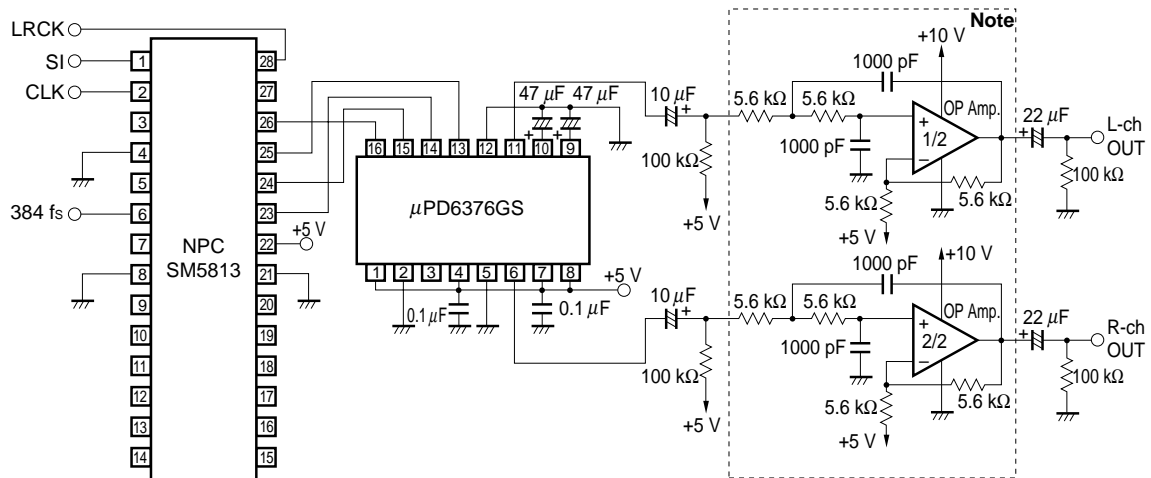 LRCK
SI
CLK
384 fs
1
2
3
4
5
6
7
8
9
10
11
12
13
14
28
27
26
25
24
23
22
21
20
19
18
17
16
15
NPC
SM5813
+5 V
47 µF 47 µF
16 15 14 13 12 11 10 9
µPD6376GS
1 2 3 4 5 6 7 8
+5 V
0.1 µF
0.1 µF
Note
+10 V
1000 pF
10 µF
5.6 kΩ
5.6 kΩ
OP Amp.
1/2
22 µF
L-ch
OUT
1000 pF
100 kΩ
100 kΩ
5.6 kΩ
5.6 kΩ
+5 V
+5 V
+10 V
1000 pF
10 µF
5.6 kΩ
5.6 kΩ
OP Amp.
2/2
22 µF
R-ch
OUT
1000 pF
100 kΩ
100 kΩ
5.6 kΩ
5.6 kΩ
+5 V
+5 V